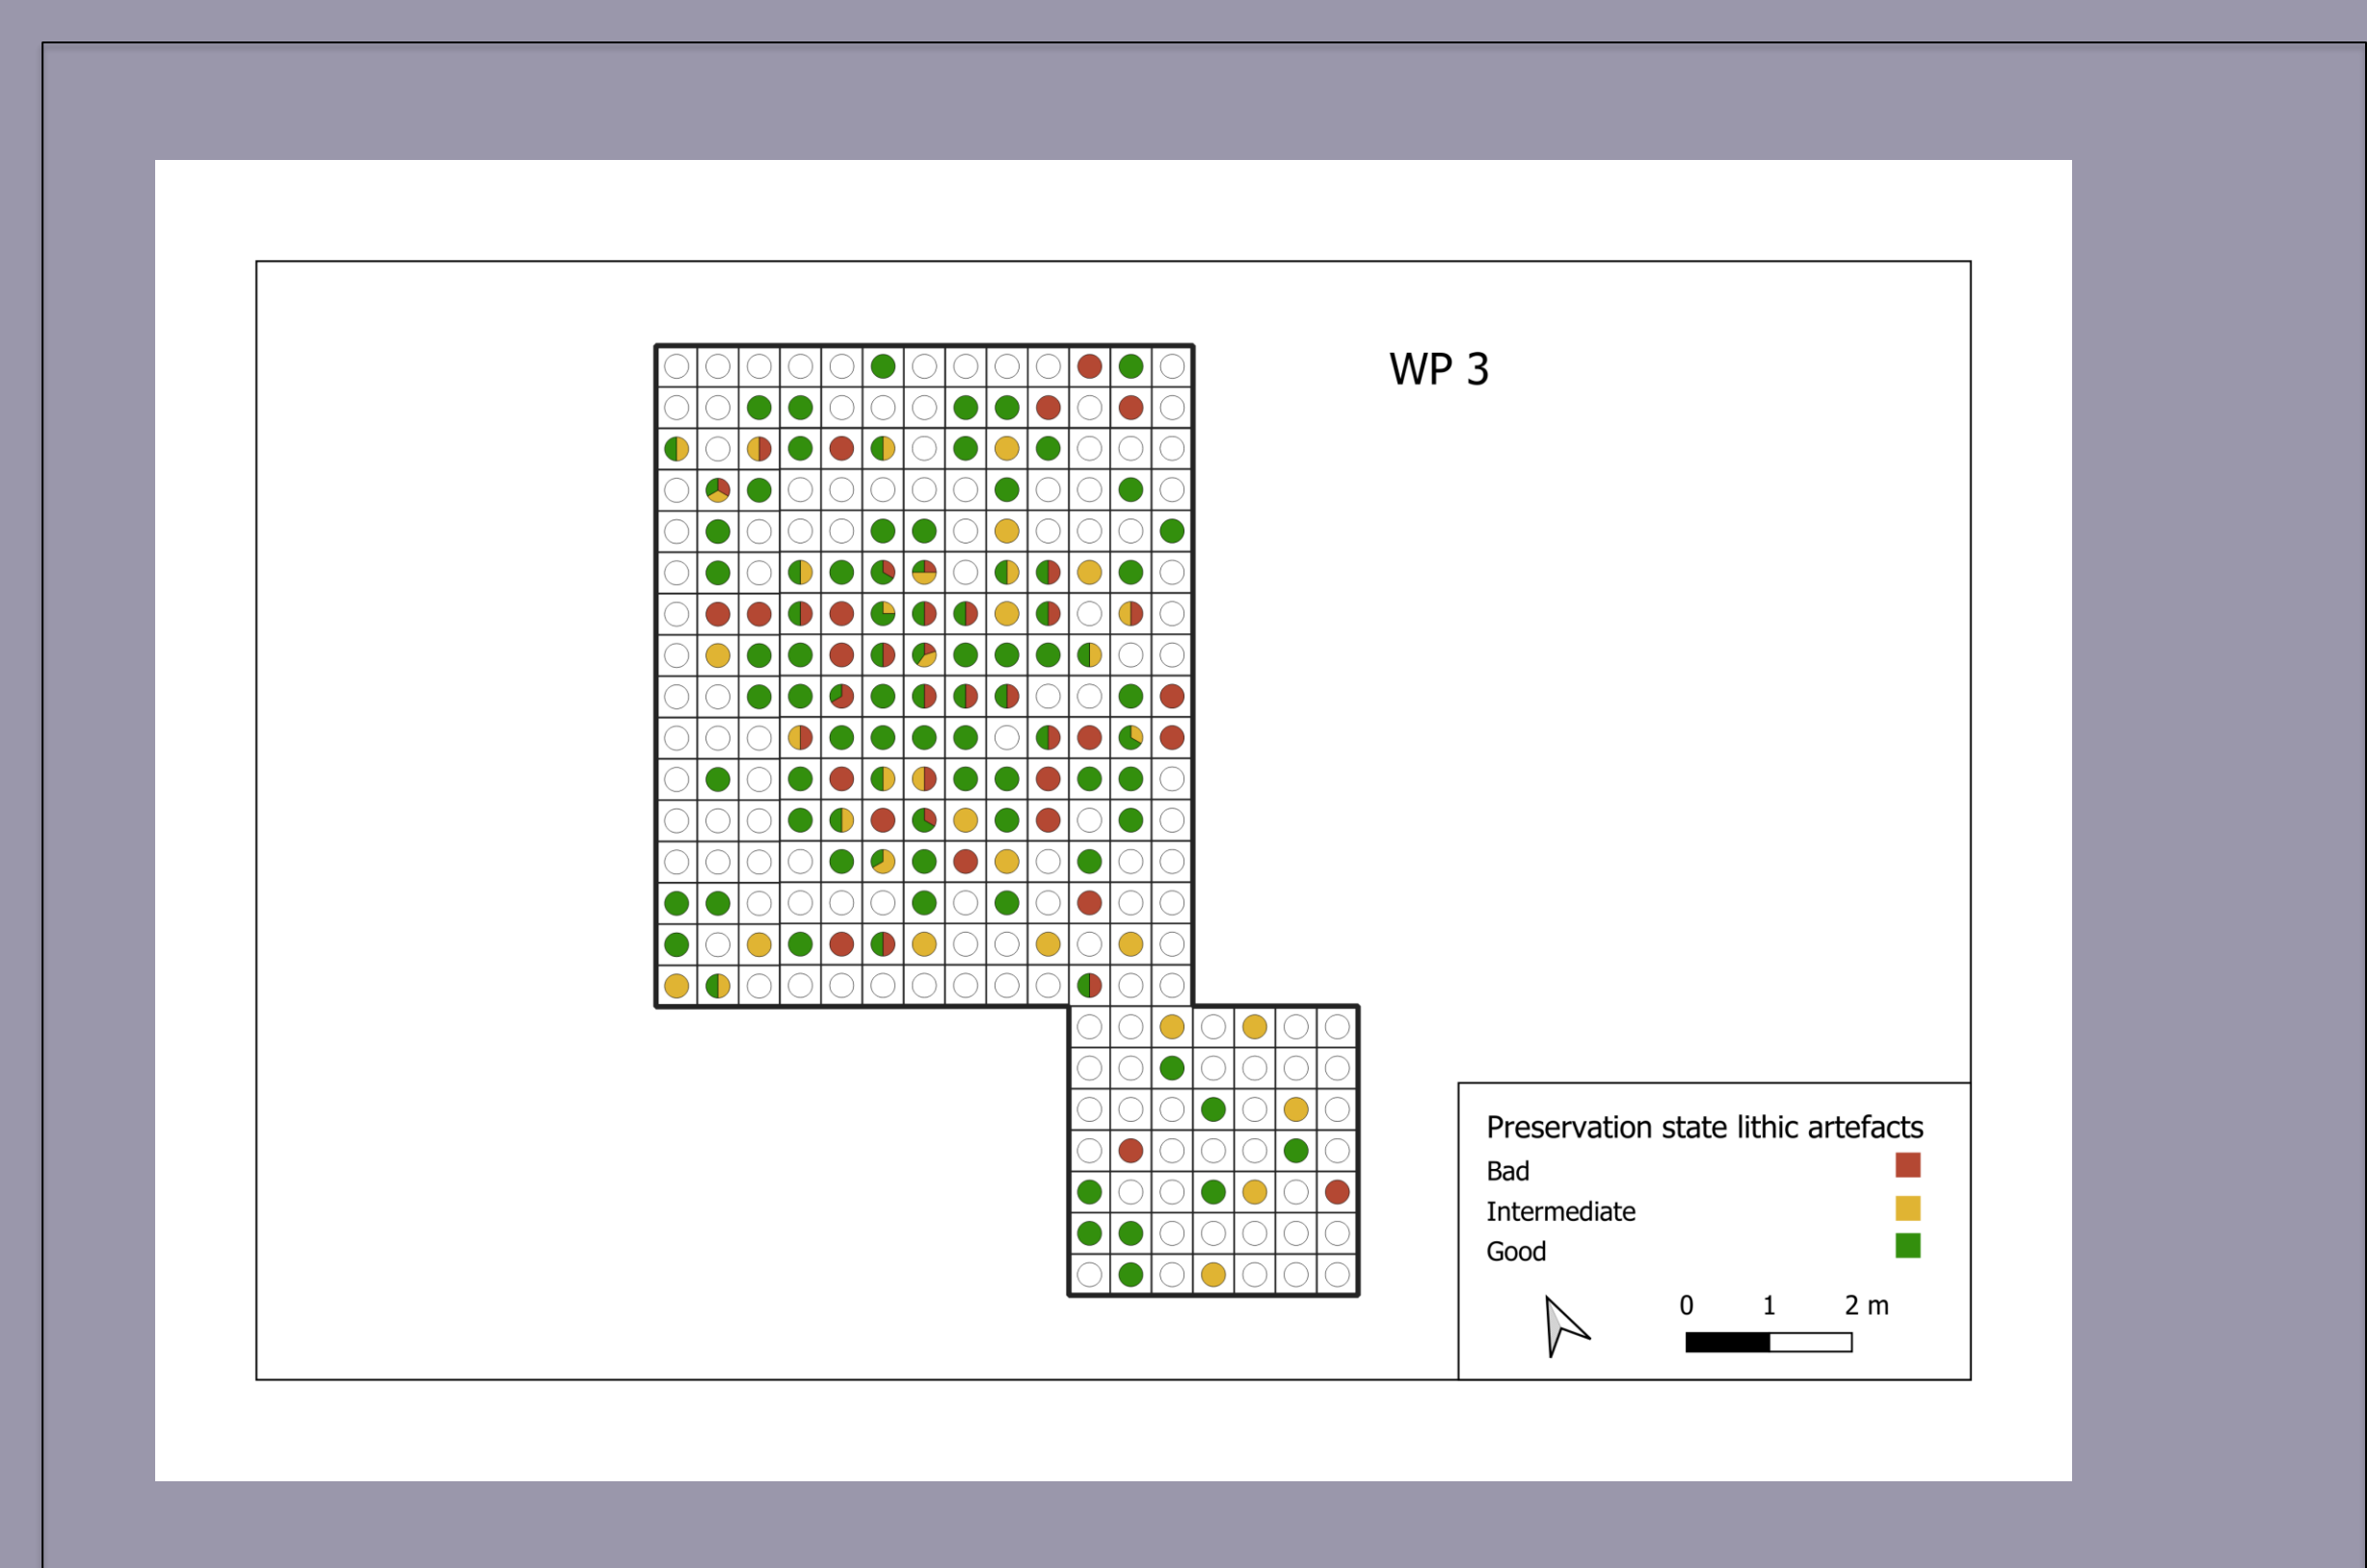 WP 3
Preservation state lithic artefacts
Bad
Intermediate
Good
0 1 2 m